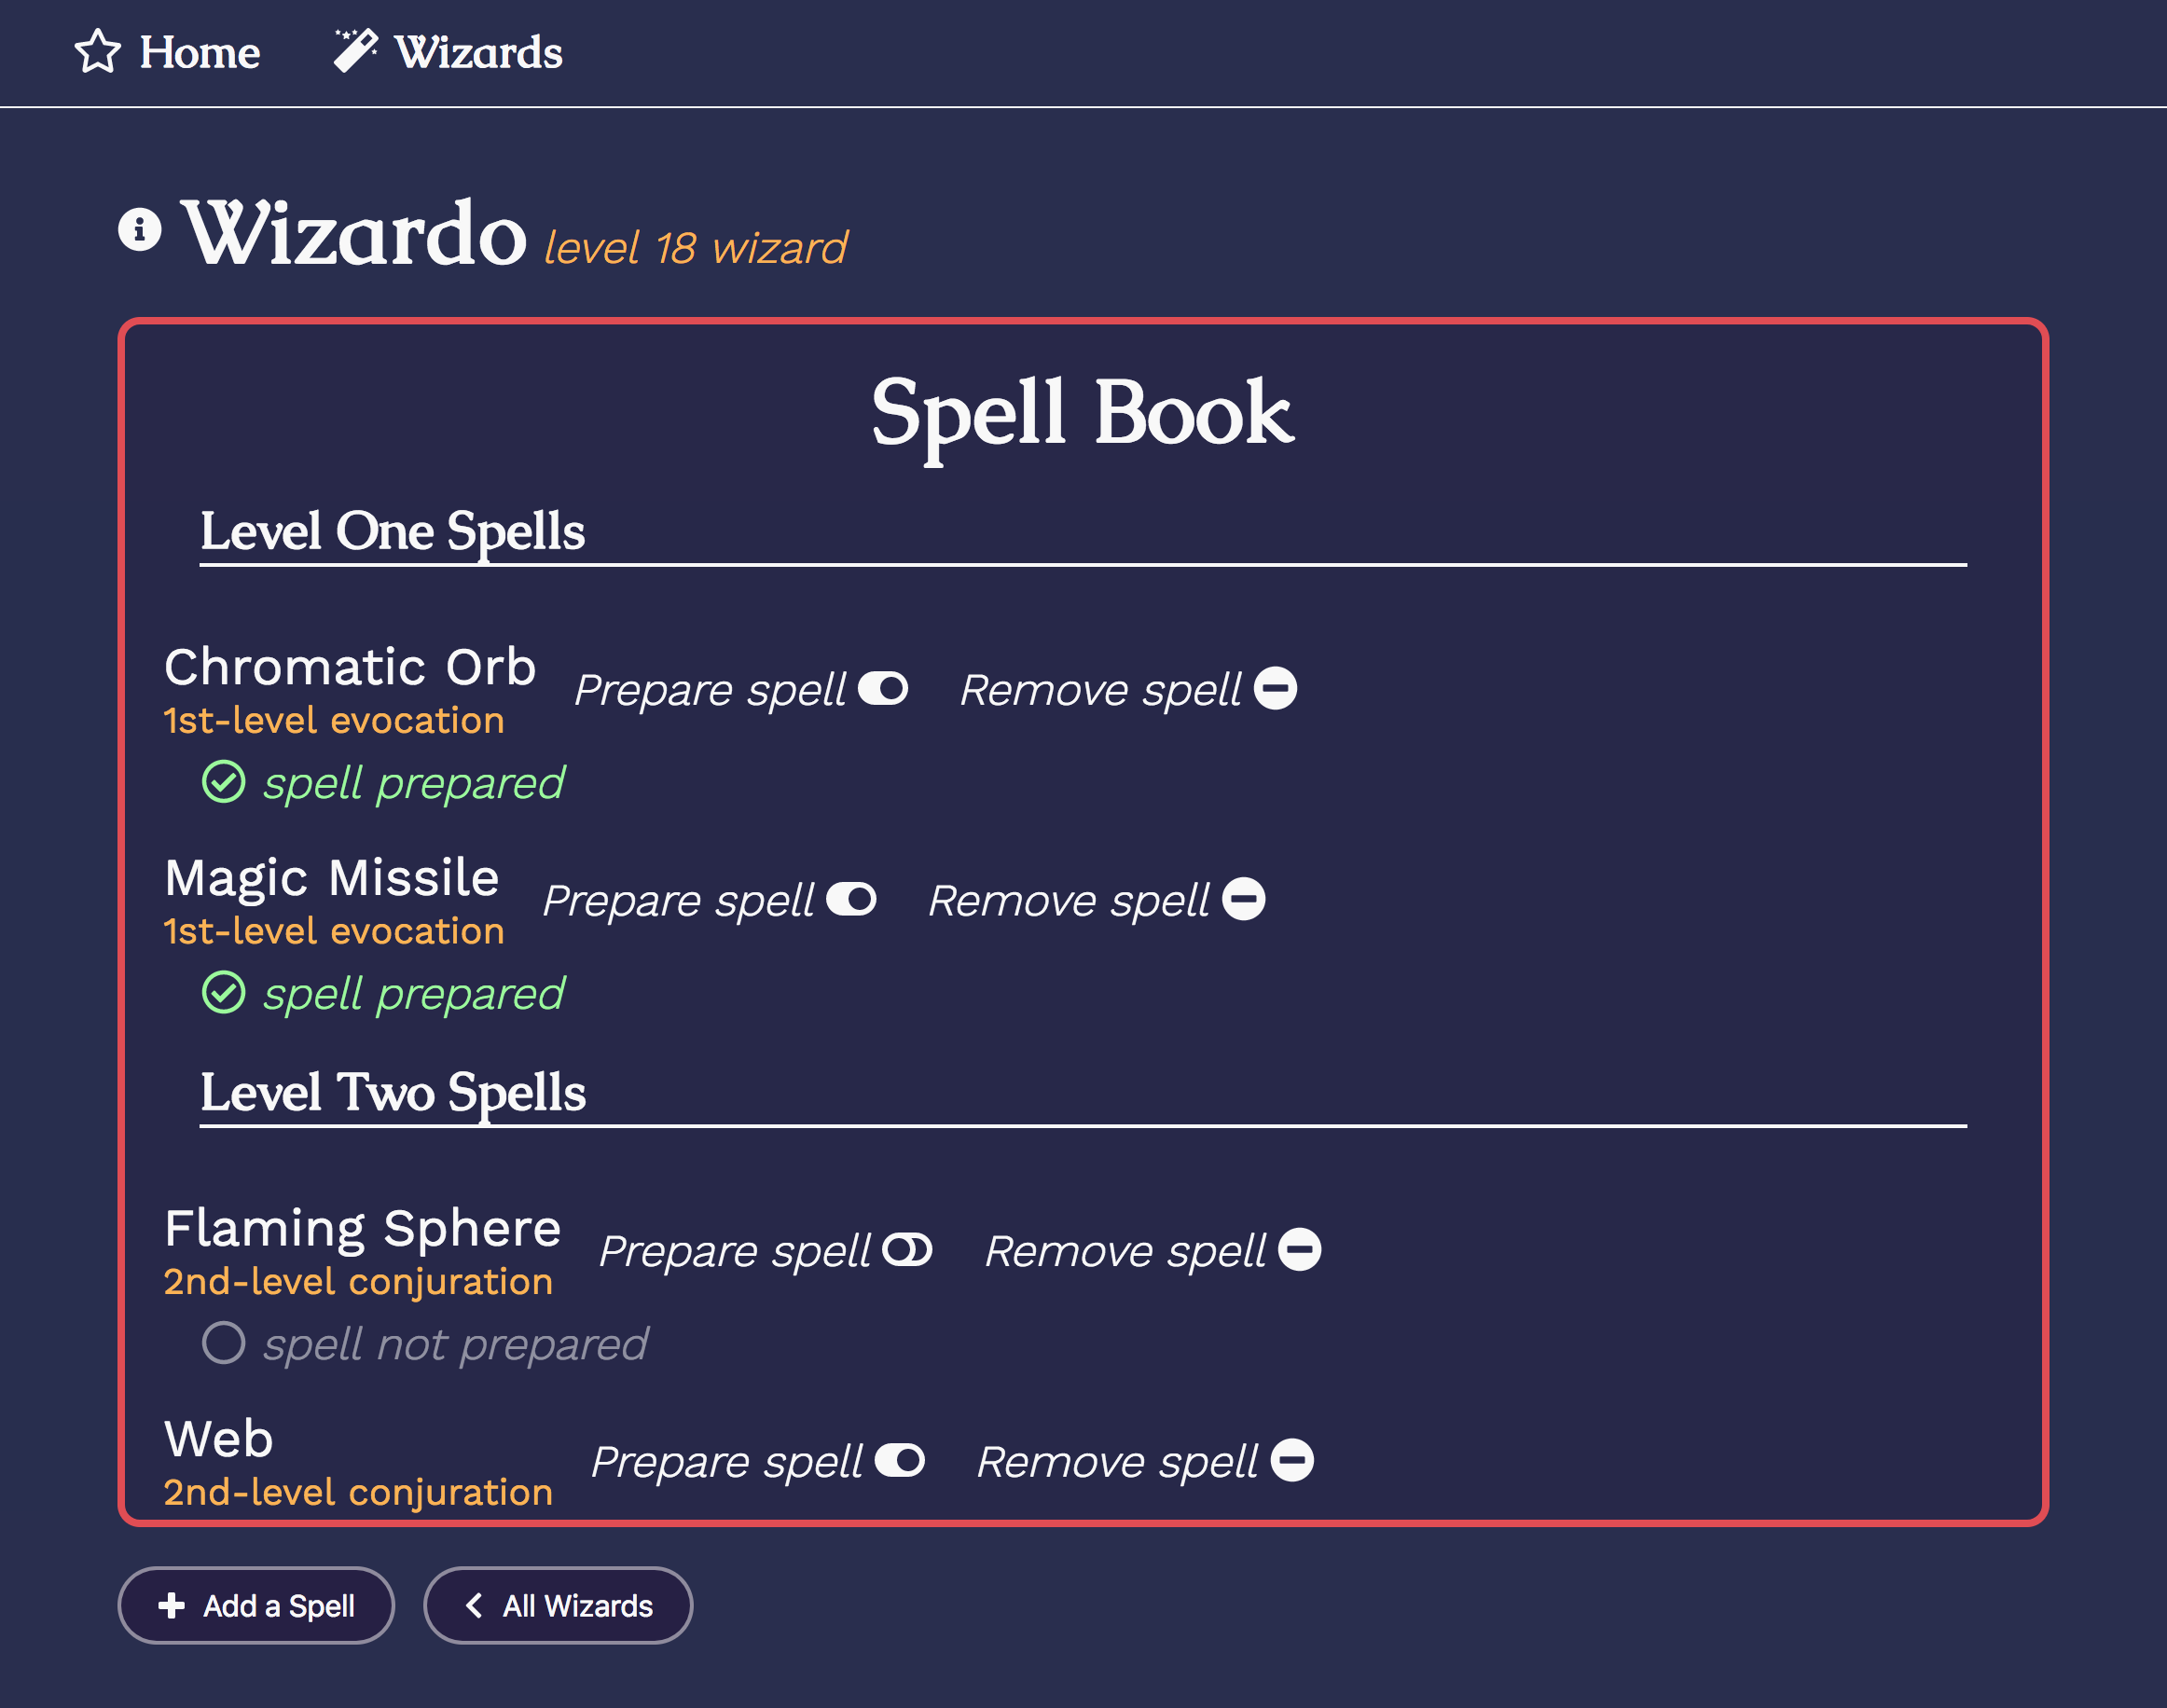 Home Wizards
Wizardo level 18 wizard
Spell Book
Level One Spells
Chromatic Orb Prepare spell Remove spell
1st-level evocation
spell prepared
Magic Missile Prepare spell Remove spell
1st-level evocation
spell prepared
Level Two Spells
Flaming Sphere Prepare spell Remove spell
2nd-level conjuration
spell not prepared
Web Prepare spell Remove spell
2nd-level conjuration
Add a Spell All Wizards